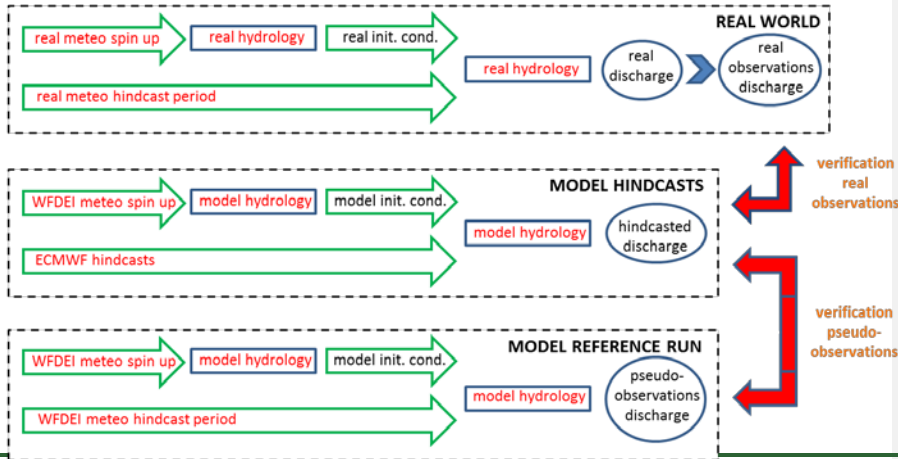 REAL WORLD
real meteo spin up
real hydrology
real init. cond.
real meteo hindcast period
real hydrology
real
discharge
real
observations
discharge
verification
real
observations
MODEL HINDCASTS
WFDEI meteo spin up
model hydrology
model init. cond.
ECMWF hindcasts
model hydrology
hindcasted
discharge
verification
pseudo-
observations
MODEL REFERENCE RUN
WFDEI meteo spin up
model hydrology
model init. cond.
WFDEI meteo hindcast period
model hydrology
pseudo-
observations
discharge